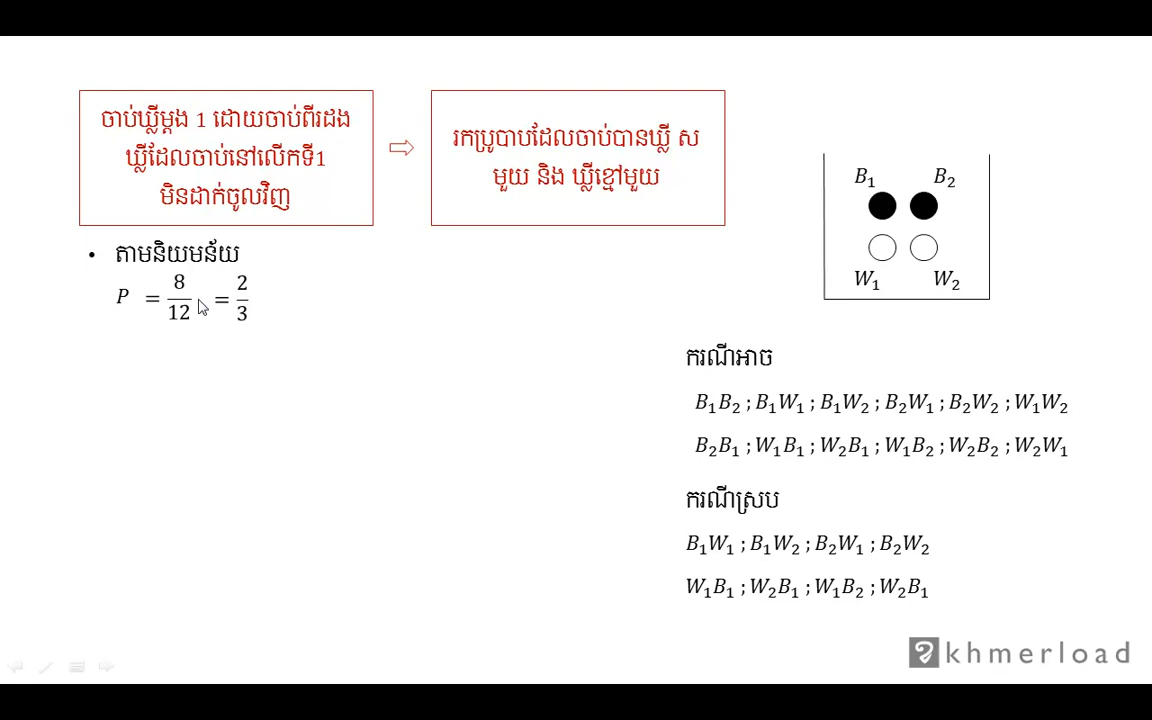 ចាប់ឃ្លីម្ដង 1 ដោយចាប់ពីរដង
ឃ្លីដែលចាប់នៅលើកទី1
មិនដាក់ចូលវិញ
⇨
រកប្រូបាបដែលចាប់បានឃ្លី ស
មួយ និង ឃ្លីខ្មៅមួយ
• តាមនិយមន័យ
P = 8/12 = 2/3
B₁ B₂
W₁ W₂
ករណីអាច
B₁B₂ ; B₁W₁ ; B₁W₂ ; B₂W₁ ; B₂W₂ ; W₁W₂
B₂B₁ ; W₁B₁ ; W₂B₁ ; W₁B₂ ; W₂B₂ ; W₂W₁
ករណីស្រប
B₁W₁ ; B₁W₂ ; B₂W₁ ; B₂W₂
W₁B₁ ; W₂B₁ ; W₁B₂ ; W₂B₁
khmerload